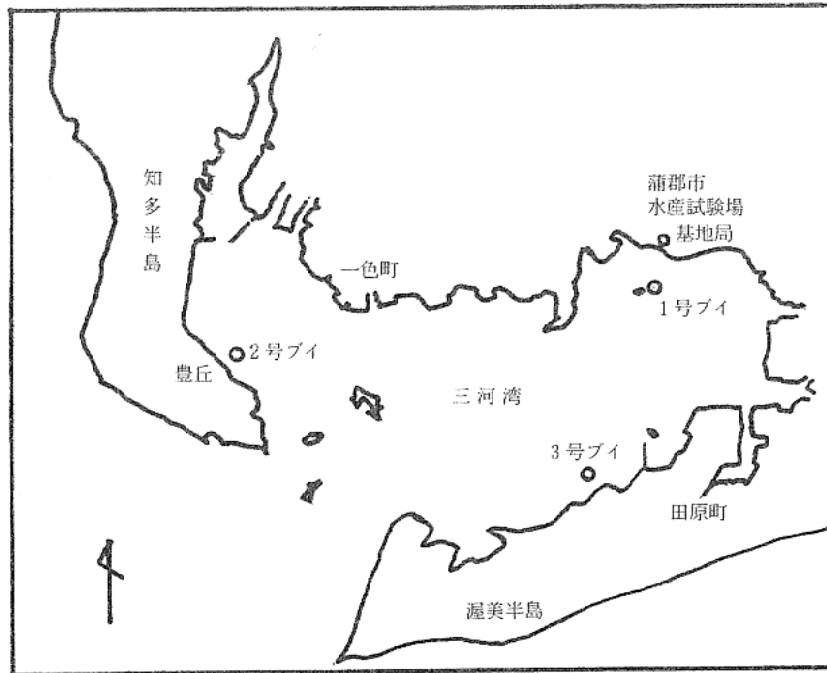 知多半島
蒲郡市
水産試験場
基地局
一色町
1号ブイ
2号ブイ
豊丘
三河湾
3号ブイ
田原町
渥美半島